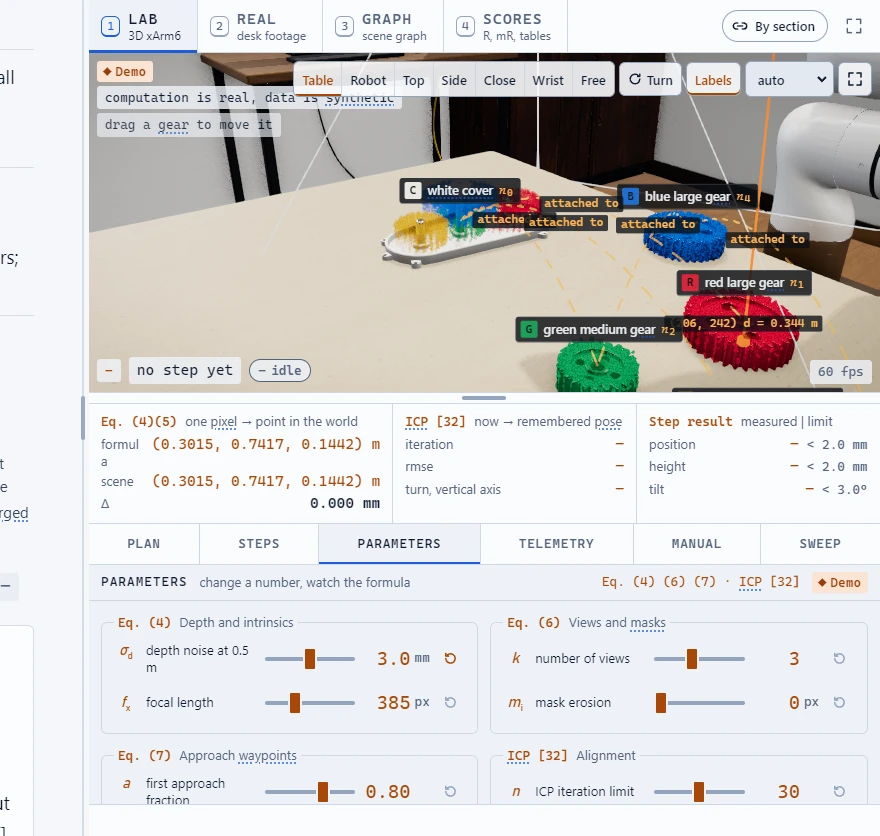 all
rs;
t
e
rged
—
ut
]
1 LAB 3D xArm6
2 REAL desk footage
3 GRAPH scene graph
4 SCORES R, mR, tables
By section
◆ Demo
Table Robot Top Side Close Wrist Free Turn Labels auto
computation is real, data is synthetic
drag a gear to move it
C white cover n0
attached to
B blue large gear n4
attache
attached to
attached to
attached to
R red large gear n1
G green medium gear n2
06, 242) d = 0.344 m
— no step yet — idle
60 fps
Eq. (4)(5) one pixel → point in the world
formula (0.3015, 0.7417, 0.1442) m
scene (0.3015, 0.7417, 0.1442) m
Δ 0.000 mm
ICP [32] now → remembered pose
iteration —
rmse —
turn, vertical axis —
Step result measured | limit
position — < 2.0 mm
height — < 2.0 mm
tilt — < 3.0°
PLAN STEPS PARAMETERS TELEMETRY MANUAL SWEEP
PARAMETERS change a number, watch the formula Eq. (4) (6) (7) · ICP [32] ◆ Demo
Eq. (4) Depth and intrinsics
σd depth noise at 0.5 m 3.0 mm
fx focal length 385 px
Eq. (6) Views and masks
k number of views 3
mi mask erosion 0 px
Eq. (7) Approach waypoints
a first approach fraction 0.80
ICP [32] Alignment
n ICP iteration limit 30